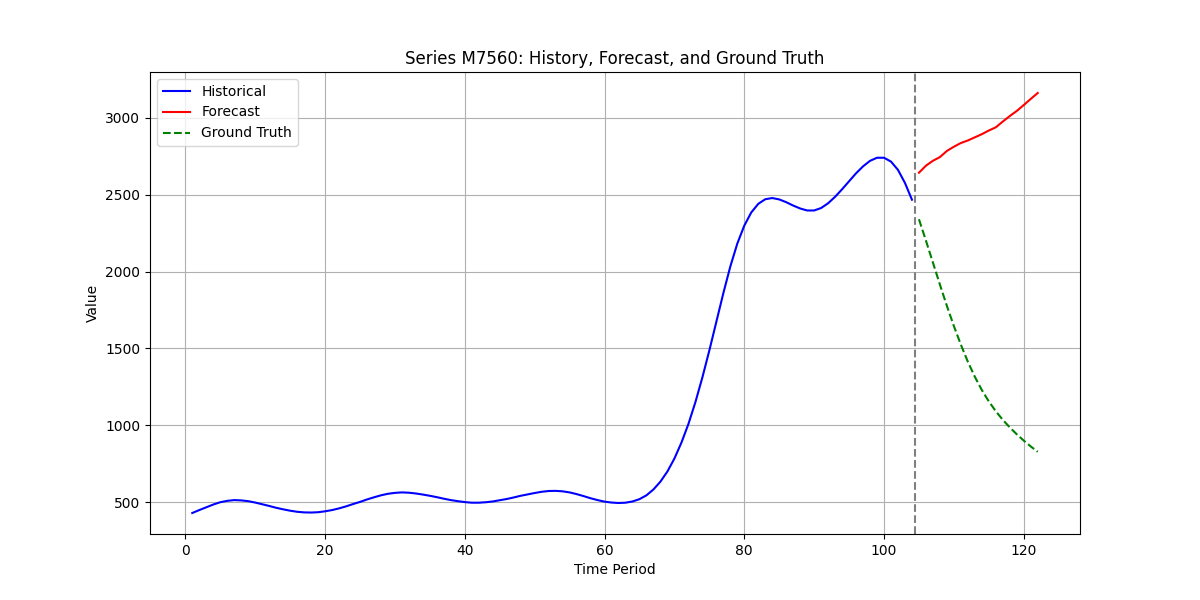 Series M7560: History, Forecast, and Ground Truth
Historical
Forecast
Ground Truth
3000
2500
2000
1500
1000
500
Value
0 20 40 60 80 100 120
Time Period